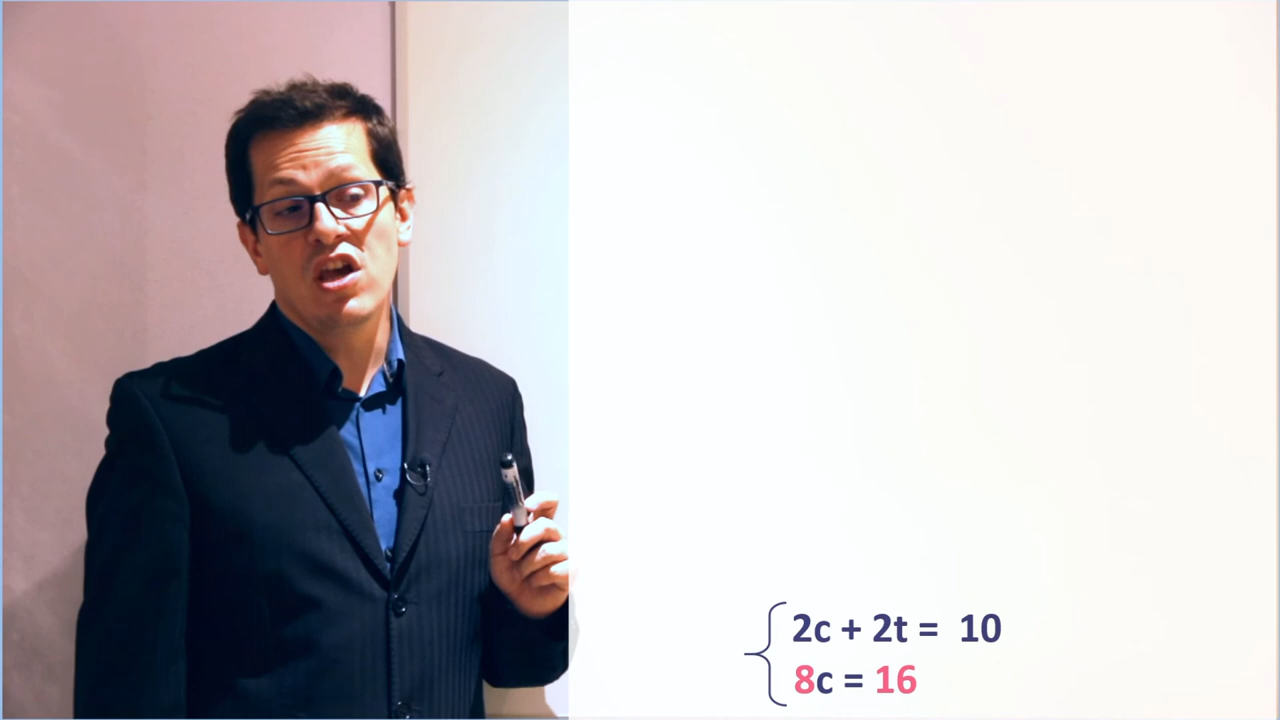 2c + 2t = 10
8c = 16